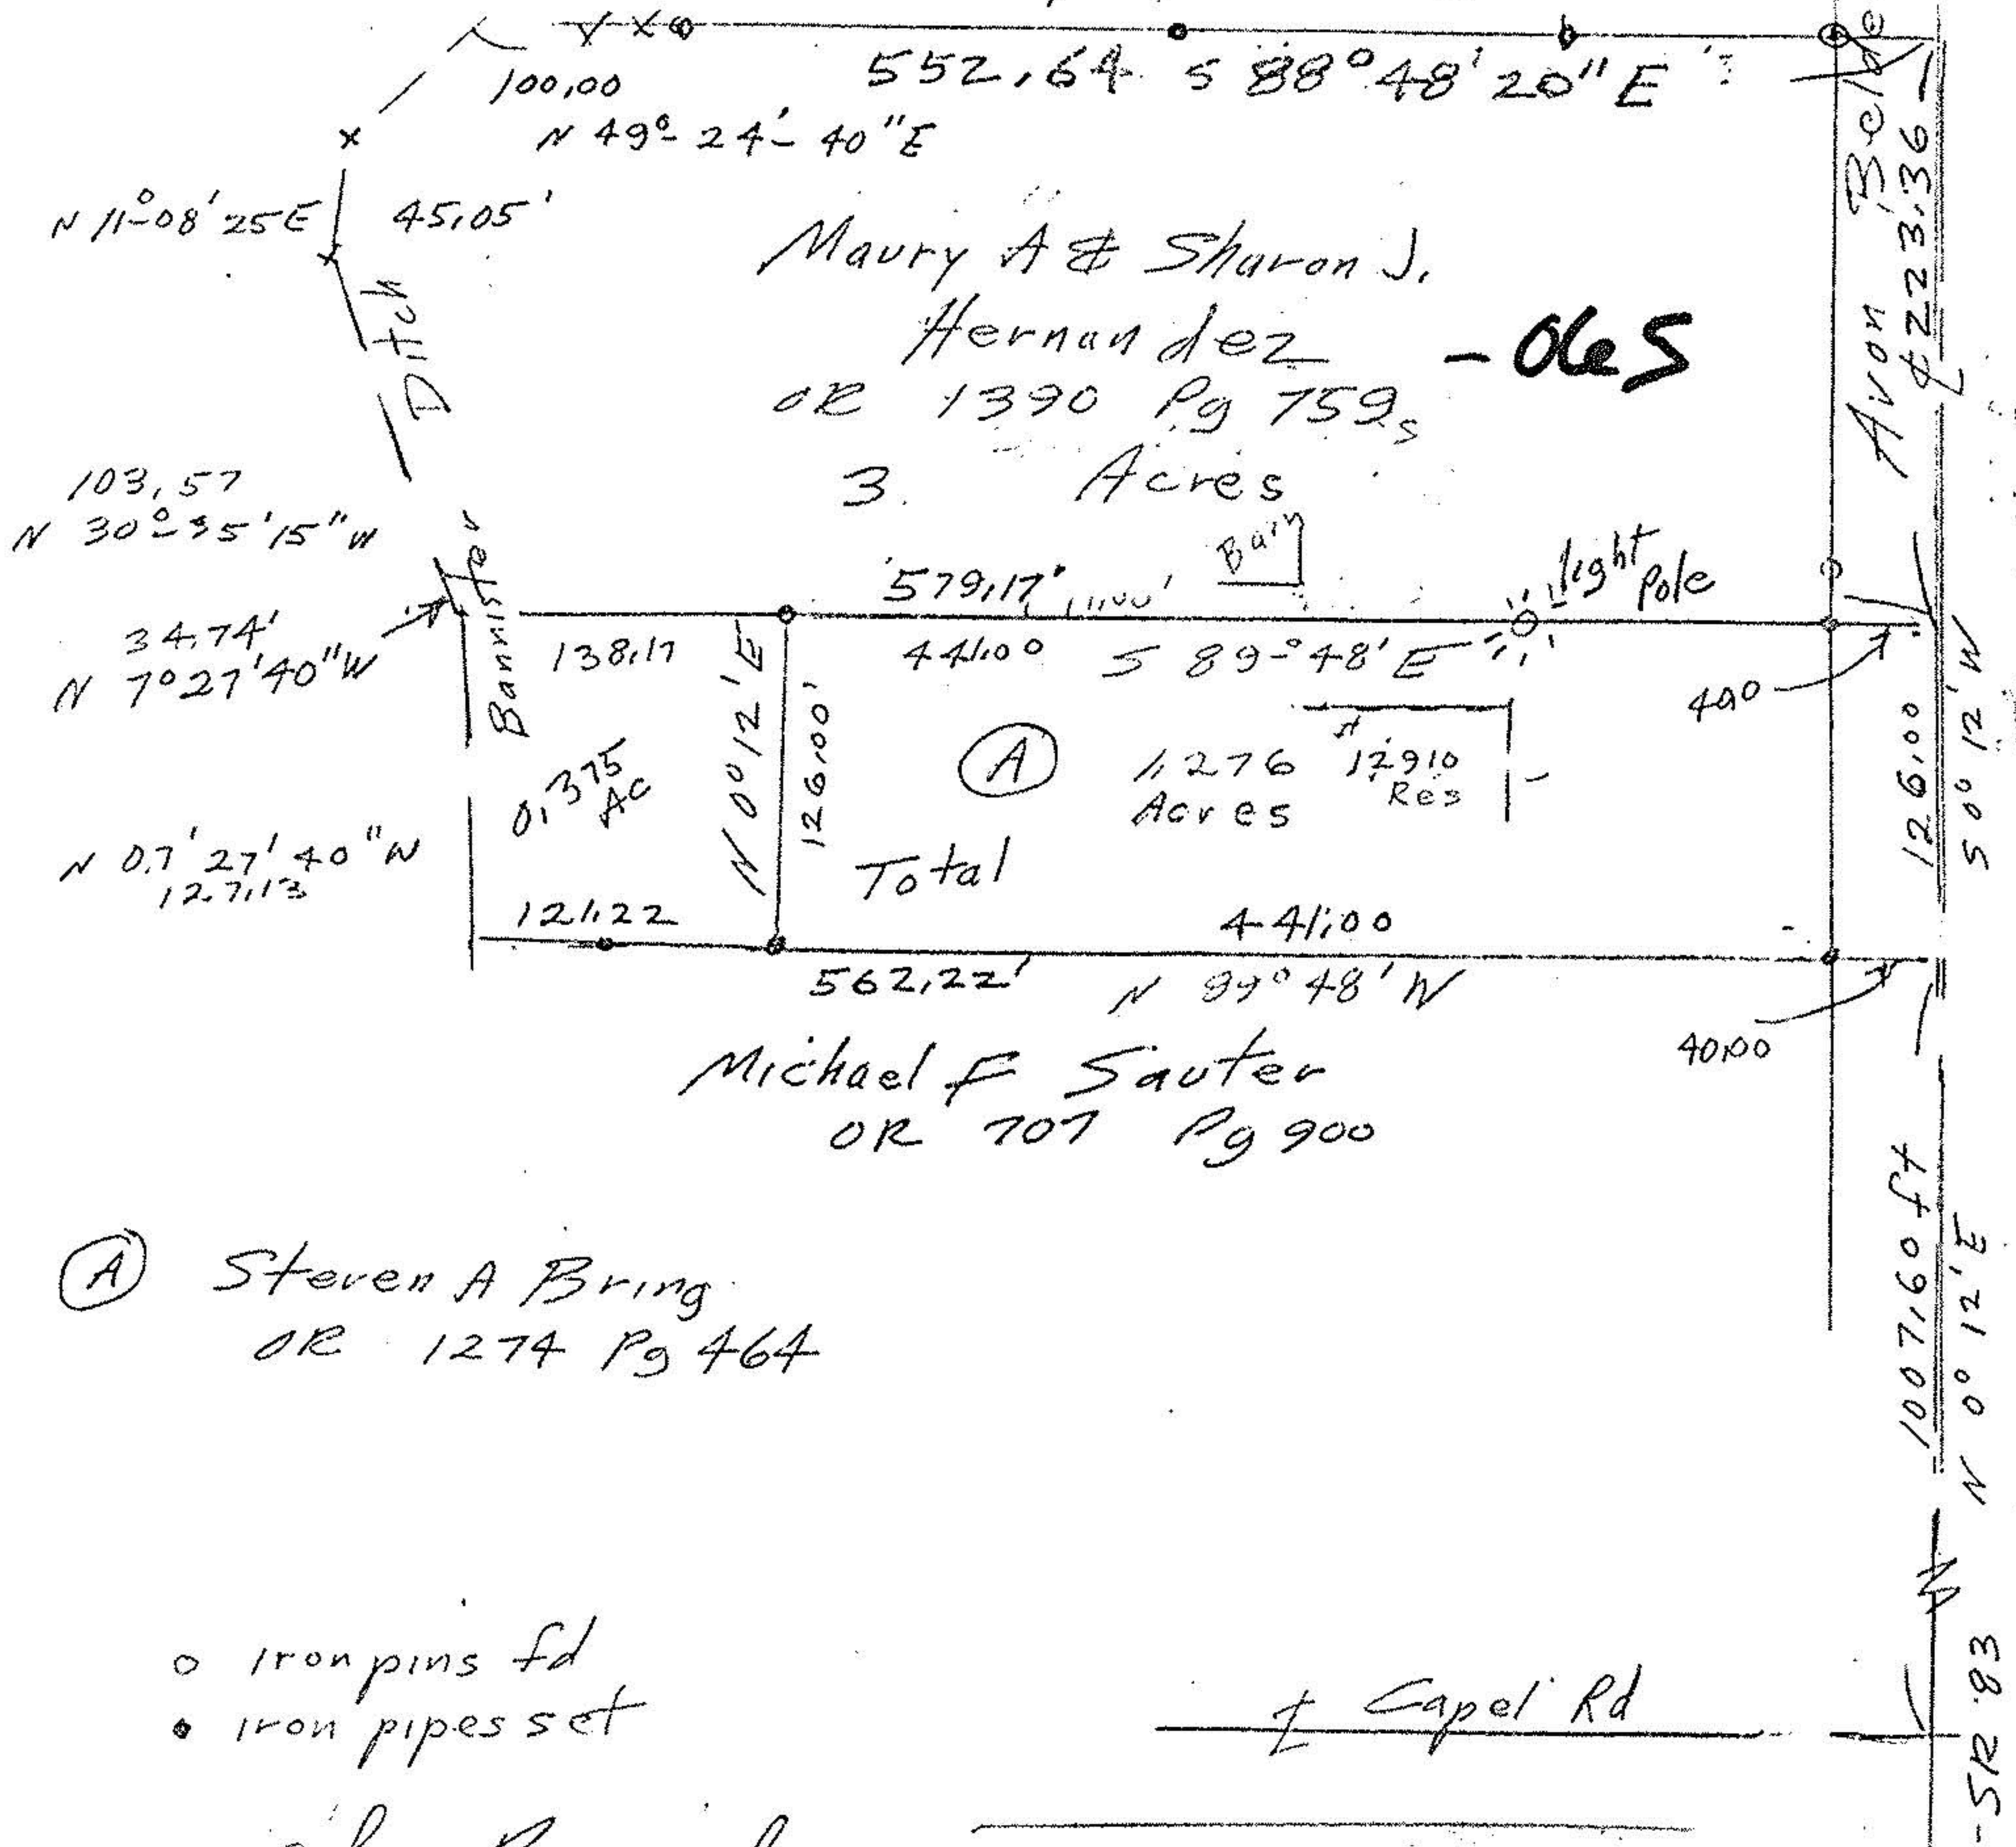 552.64 S 88° 48' 20" E
100.00
N 49°- 24'- 40" E
N 11°-08' 25 E
45.05'
Ditch
Maury A & Sharon J.
Hernandez
- 065
OR 1390 Pg 759
3. Acres
Avon Belde
₵ 223.36
103.57
N 30°-35' 15" W
34.74'
N 7° 27' 40" W
Bannister
Barn
579.17'
light
Pole
138.17
441.00
S 89-° 48' E
40.0
N 0° 12' E
126.00'
A
1.276
Acres
12910
Res
0.375
Ac
Total
126.00
S 0° 12' W
N 07° 27' 40" W
127.13
121.22
441.00
562.22'
N 89° 48' W
40.00
Michael F Sauter
OR 707 Pg 900
1007.60 ft
N 0° 12' E
A Steven A Bring
OR 1274 Pg 464
o Iron pins fd
• iron pipes set
₵ Capel Rd
-SR 83